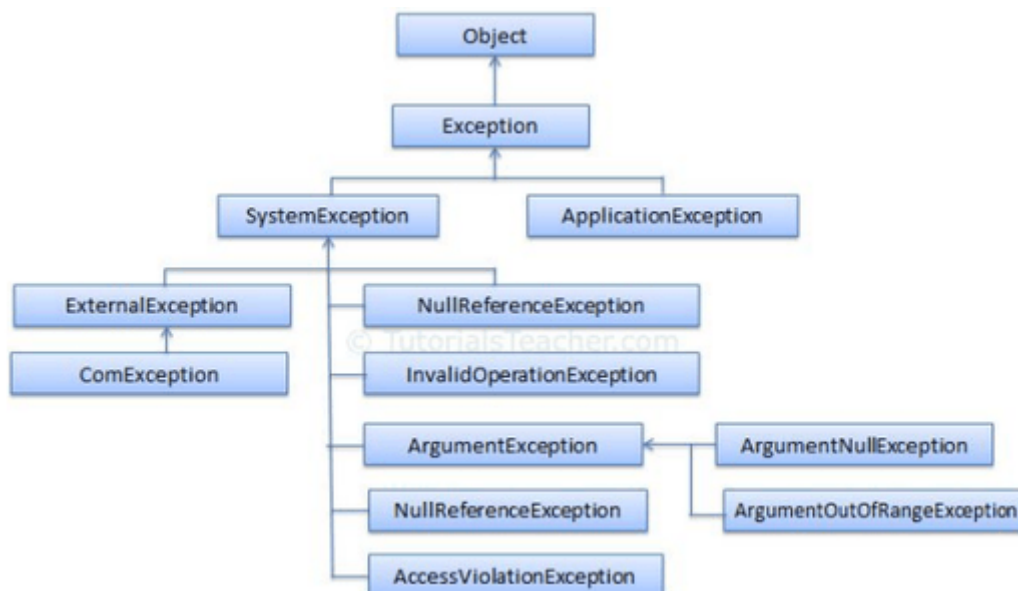 Object
Exception
SystemException
ApplicationException
ExternalException
NullReferenceException
© TutorialsTeacher.com
ComException
InvalidOperationException
ArgumentException
ArgumentNullException
NullReferenceException
ArgumentOutOfRangeException
AccessViolationException